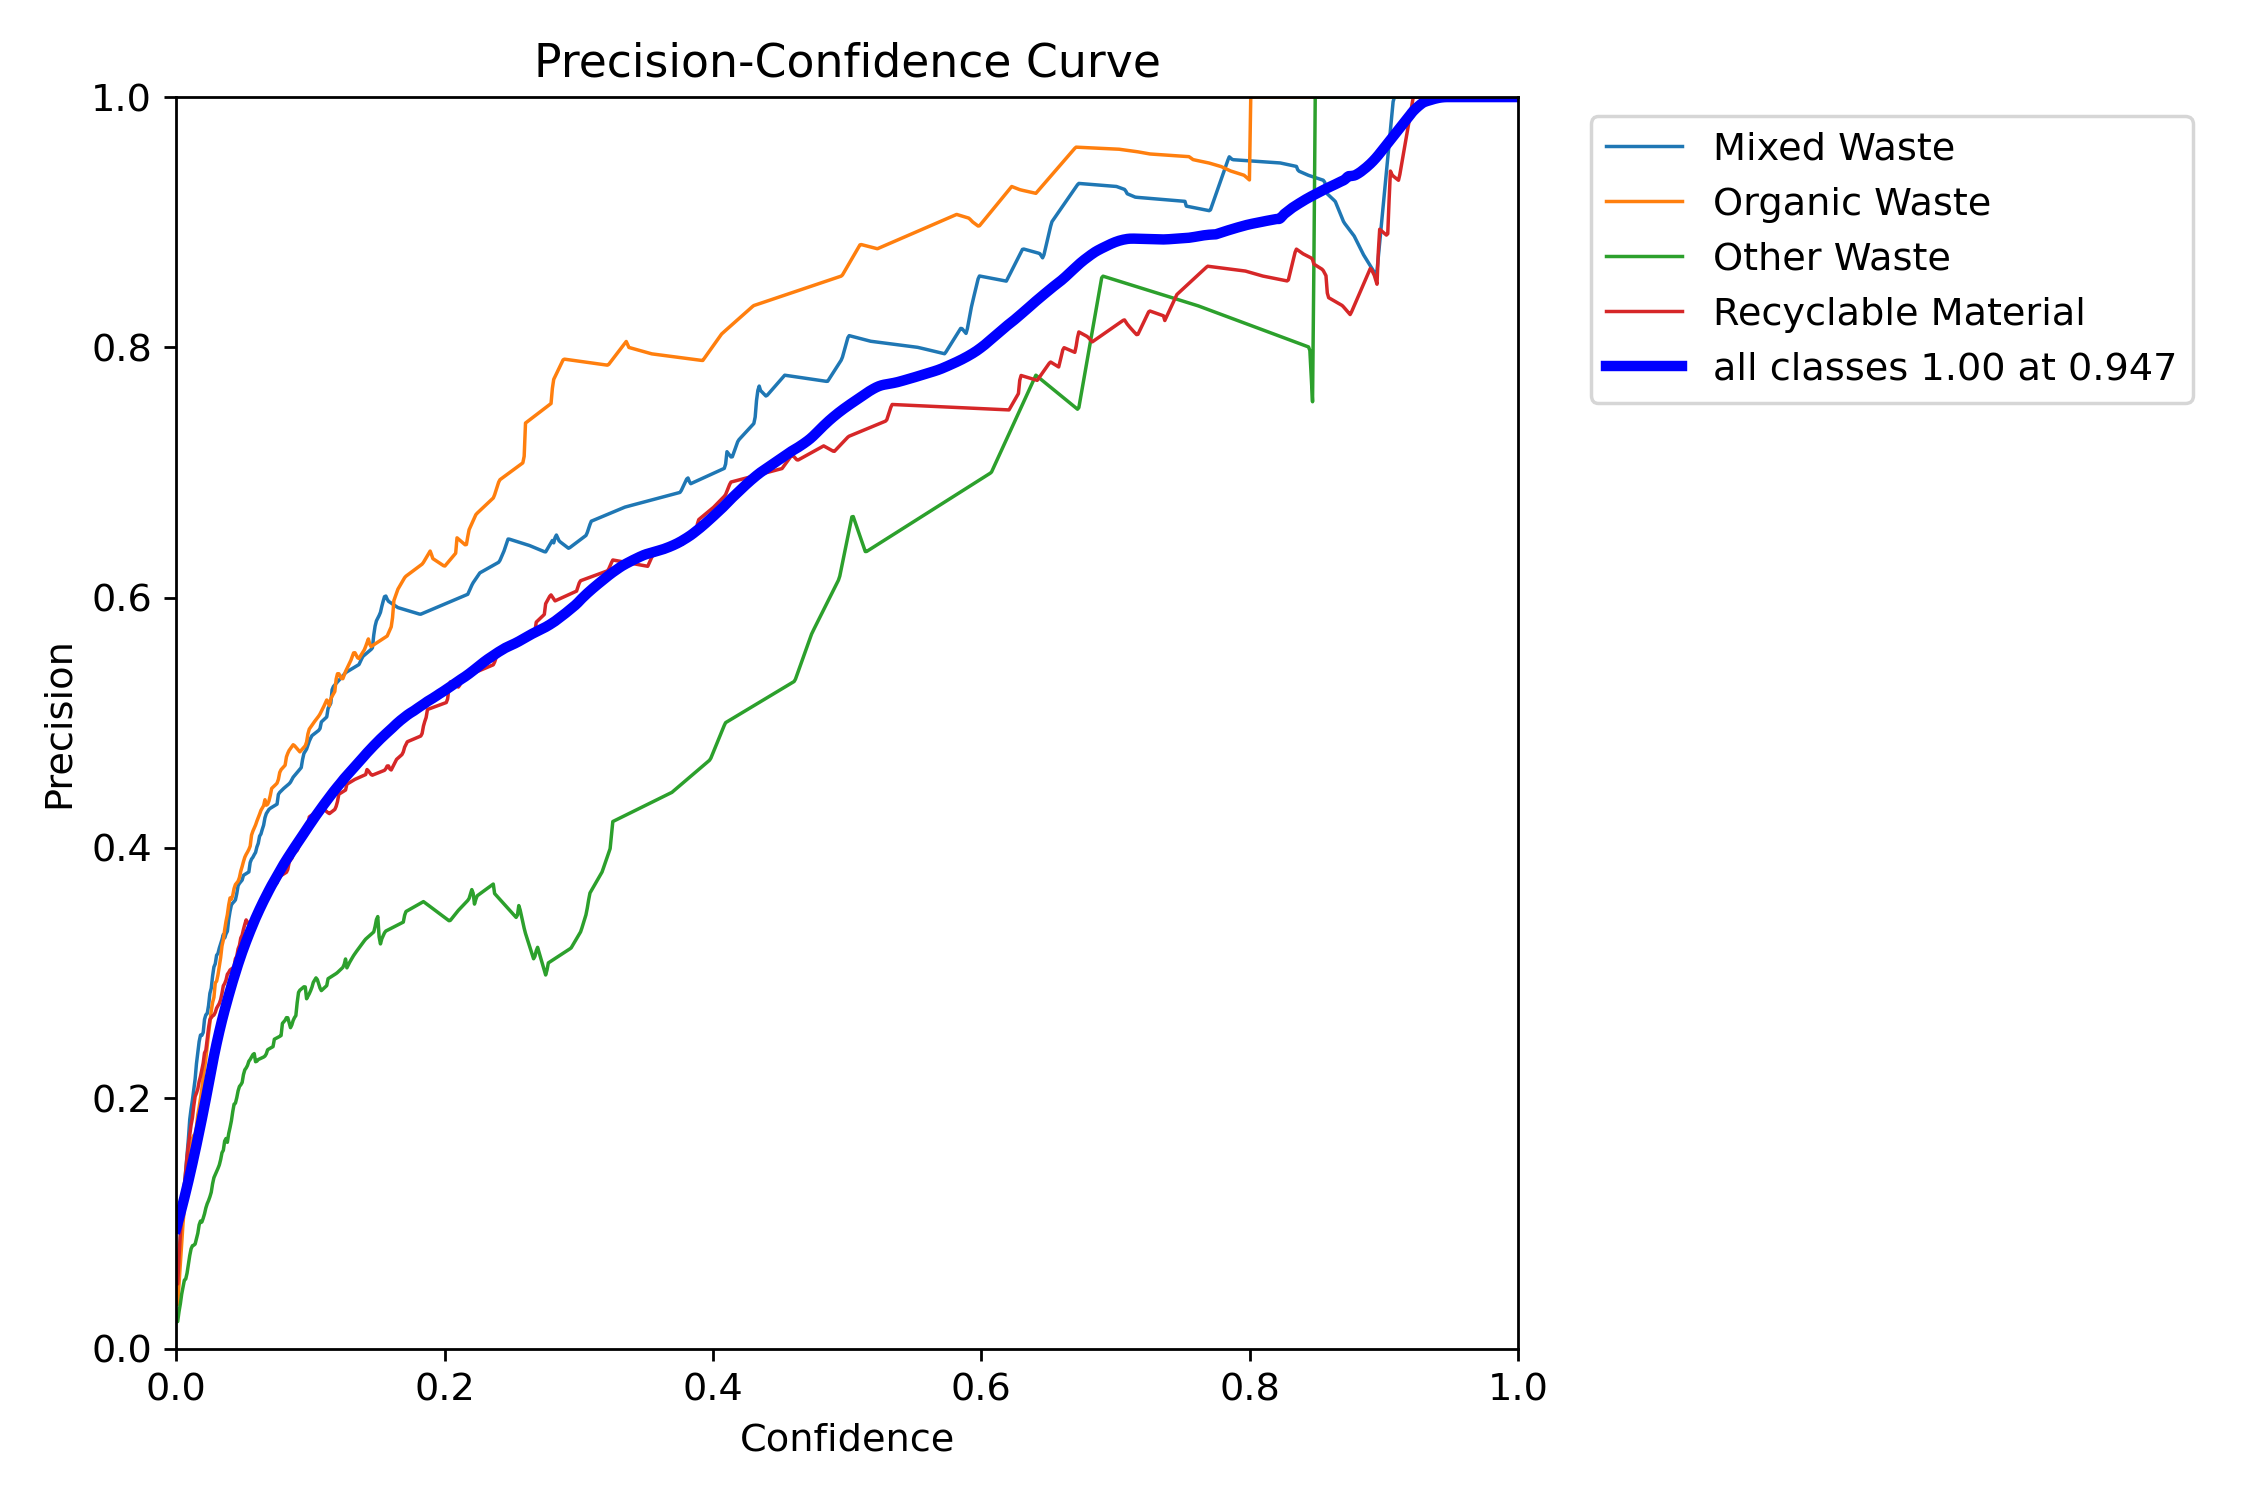 Precision-Confidence Curve
1.0
0.8
0.6
0.4
0.2
0.0
Precision
0.0 0.2 0.4 0.6 0.8 1.0
Confidence
Mixed Waste
Organic Waste
Other Waste
Recyclable Material
all classes 1.00 at 0.947